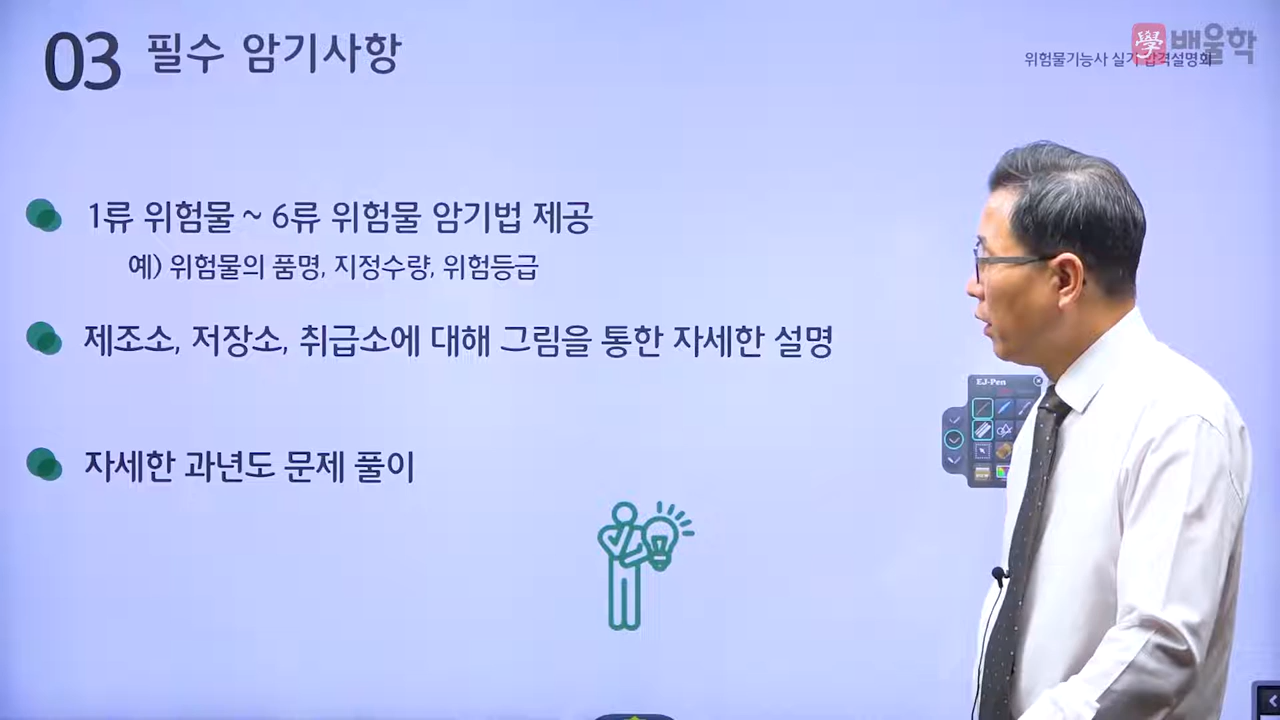 03 필수 암기사항
學 배울학
위험물기능사 실기 합격설명회
1류 위험물 ~ 6류 위험물 암기법 제공
예) 위험물의 품명, 지정수량, 위험등급
제조소, 저장소, 취급소에 대해 그림을 통한 자세한 설명
EJ-Pen
자세한 과년도 문제 풀이